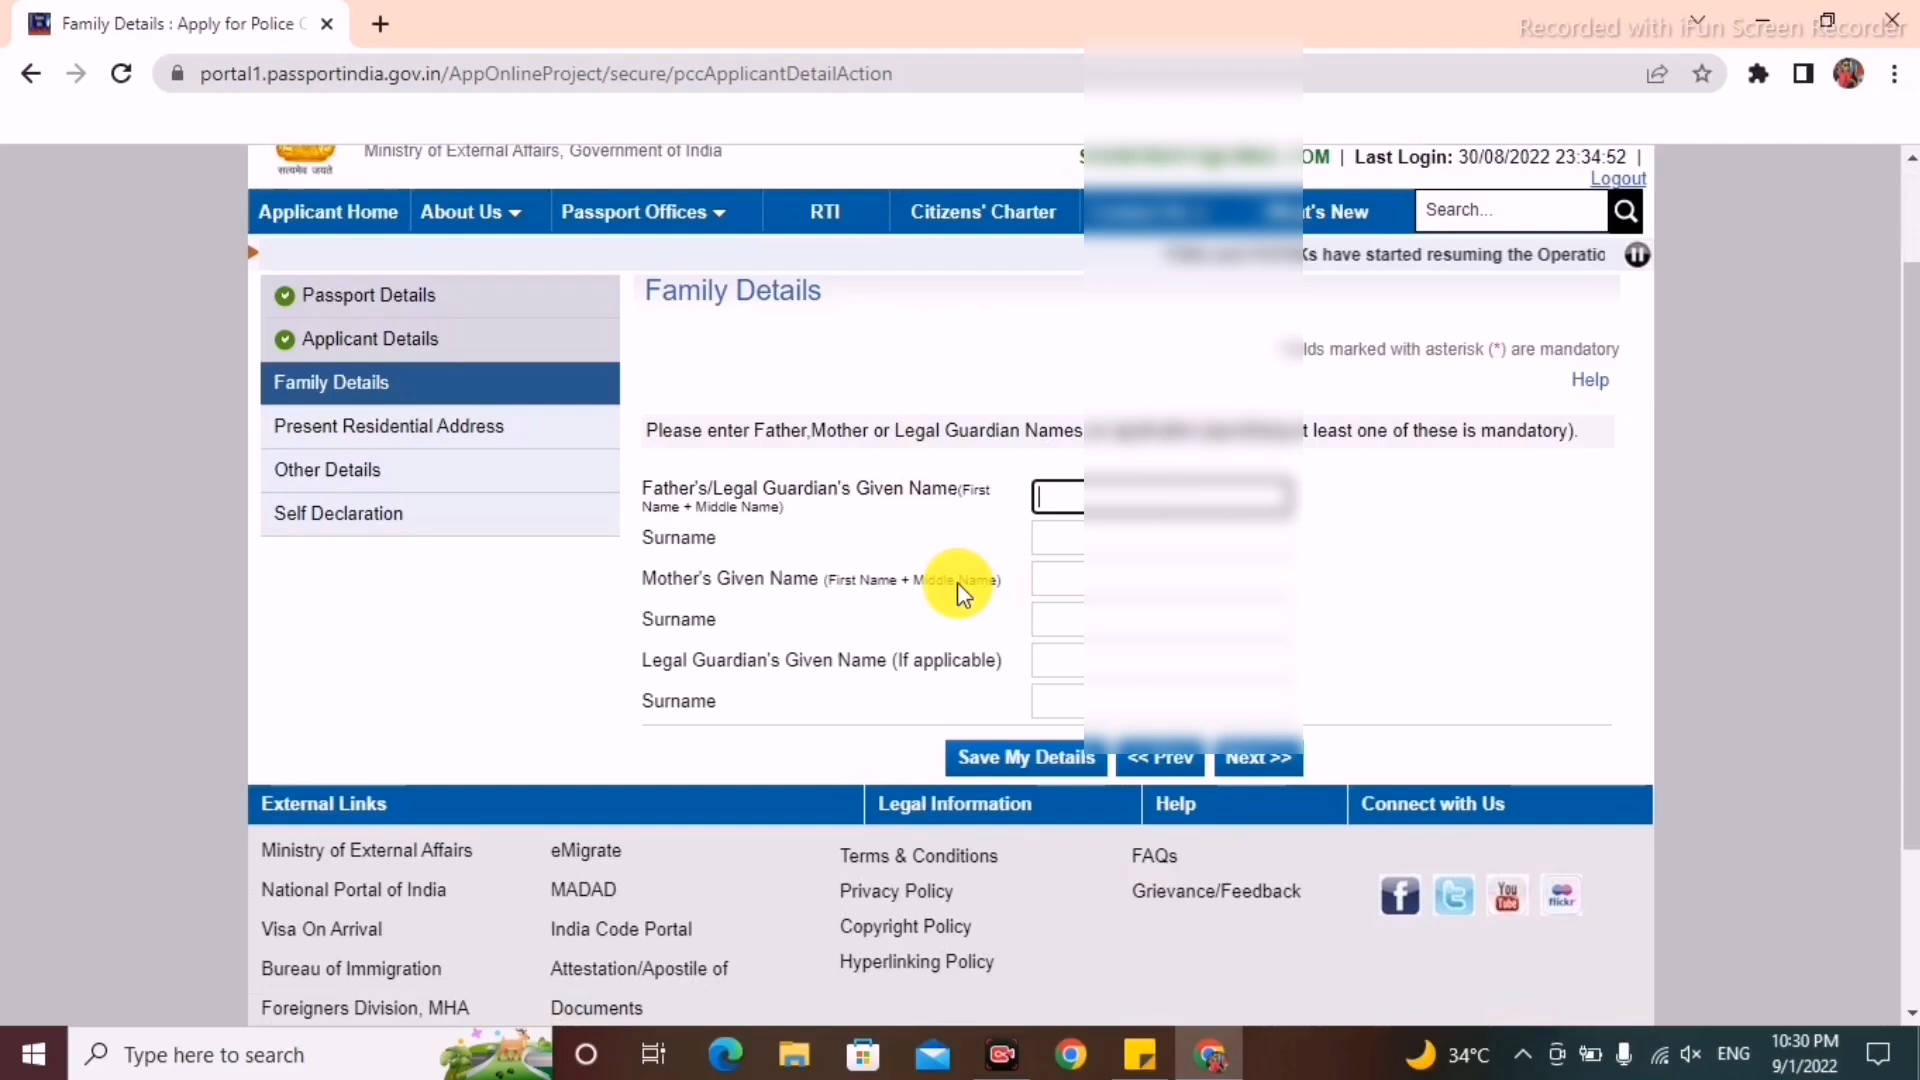 Family Details : Apply for Police C
Recorded with iFun Screen Recorder
portal1.passportindia.gov.in/AppOnlineProject/secure/pccApplicantDetailAction
सत्यमेव जयते
Ministry of External Affairs, Government of India
OM | Last Login: 30/08/2022 23:34:52 |
Logout
Applicant Home About Us Passport Offices RTI Citizens' Charter t's New Search...
Ks have started resuming the Operatio
Passport Details
Applicant Details
Family Details
Present Residential Address
Other Details
Self Declaration
Family Details
lds marked with asterisk (*) are mandatory
Help
Please enter Father,Mother or Legal Guardian Names t least one of these is mandatory).
Father's/Legal Guardian's Given Name(First
Name + Middle Name)
Surname
Mother's Given Name (First Name + Middle Name)
Surname
Legal Guardian's Given Name (If applicable)
Surname
Save My Details << Prev Next >>
External Links Legal Information Help Connect with Us
Ministry of External Affairs eMigrate Terms & Conditions FAQs
National Portal of India MADAD Privacy Policy Grievance/Feedback
Visa On Arrival India Code Portal Copyright Policy
Bureau of Immigration Attestation/Apostile of Hyperlinking Policy
Foreigners Division, MHA Documents
You
Tube
flickr
Type here to search
34°C ENG
10:30 PM
9/1/2022